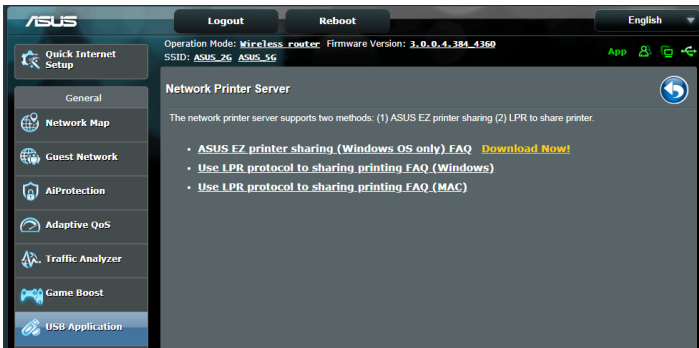 ASUS
Logout
Reboot
English
Quick Internet
Setup
Operation Mode: Wireless router Firmware Version: 3.0.0.4.384_4360
SSID: ASUS_2G ASUS_5G
App
General
Network Map
Guest Network
AiProtection
Adaptive QoS
Traffic Analyzer
Game Boost
USB Application
Network Printer Server
The network printer server supports two methods: (1) ASUS EZ printer sharing (2) LPR to share printer.
• ASUS EZ printer sharing (Windows OS only) FAQ Download Now!
• Use LPR protocol to sharing printing FAQ (Windows)
• Use LPR protocol to sharing printing FAQ (MAC)